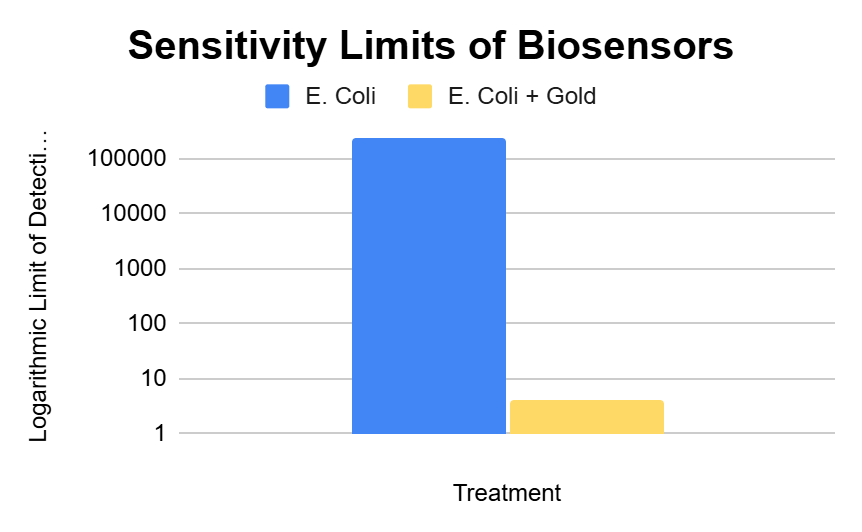 Sensitivity Limits of Biosensors
E. Coli
E. Coli + Gold
Logarithmic Limit of Detecti…
100000
10000
1000
100
10
1
Treatment